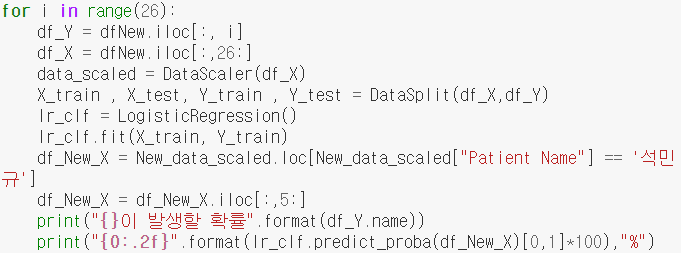 for i in range(26):
    df_Y = dfNew.iloc[:, i]
    df_X = dfNew.iloc[:,26:]
    data_scaled = DataScaler(df_X)
    X_train , X_test, Y_train , Y_test = DataSplit(df_X,df_Y)
    lr_clf = LogisticRegression()
    lr_clf.fit(X_train, Y_train)
    df_New_X = New_data_scaled.loc[New_data_scaled["Patient Name"] == '석민
규']
    df_New_X = df_New_X.iloc[:,5:]
    print("{}이 발생할 확률".format(df_Y.name))
    print("{0:.2f}".format(lr_clf.predict_proba(df_New_X)[0,1]*100),"%")